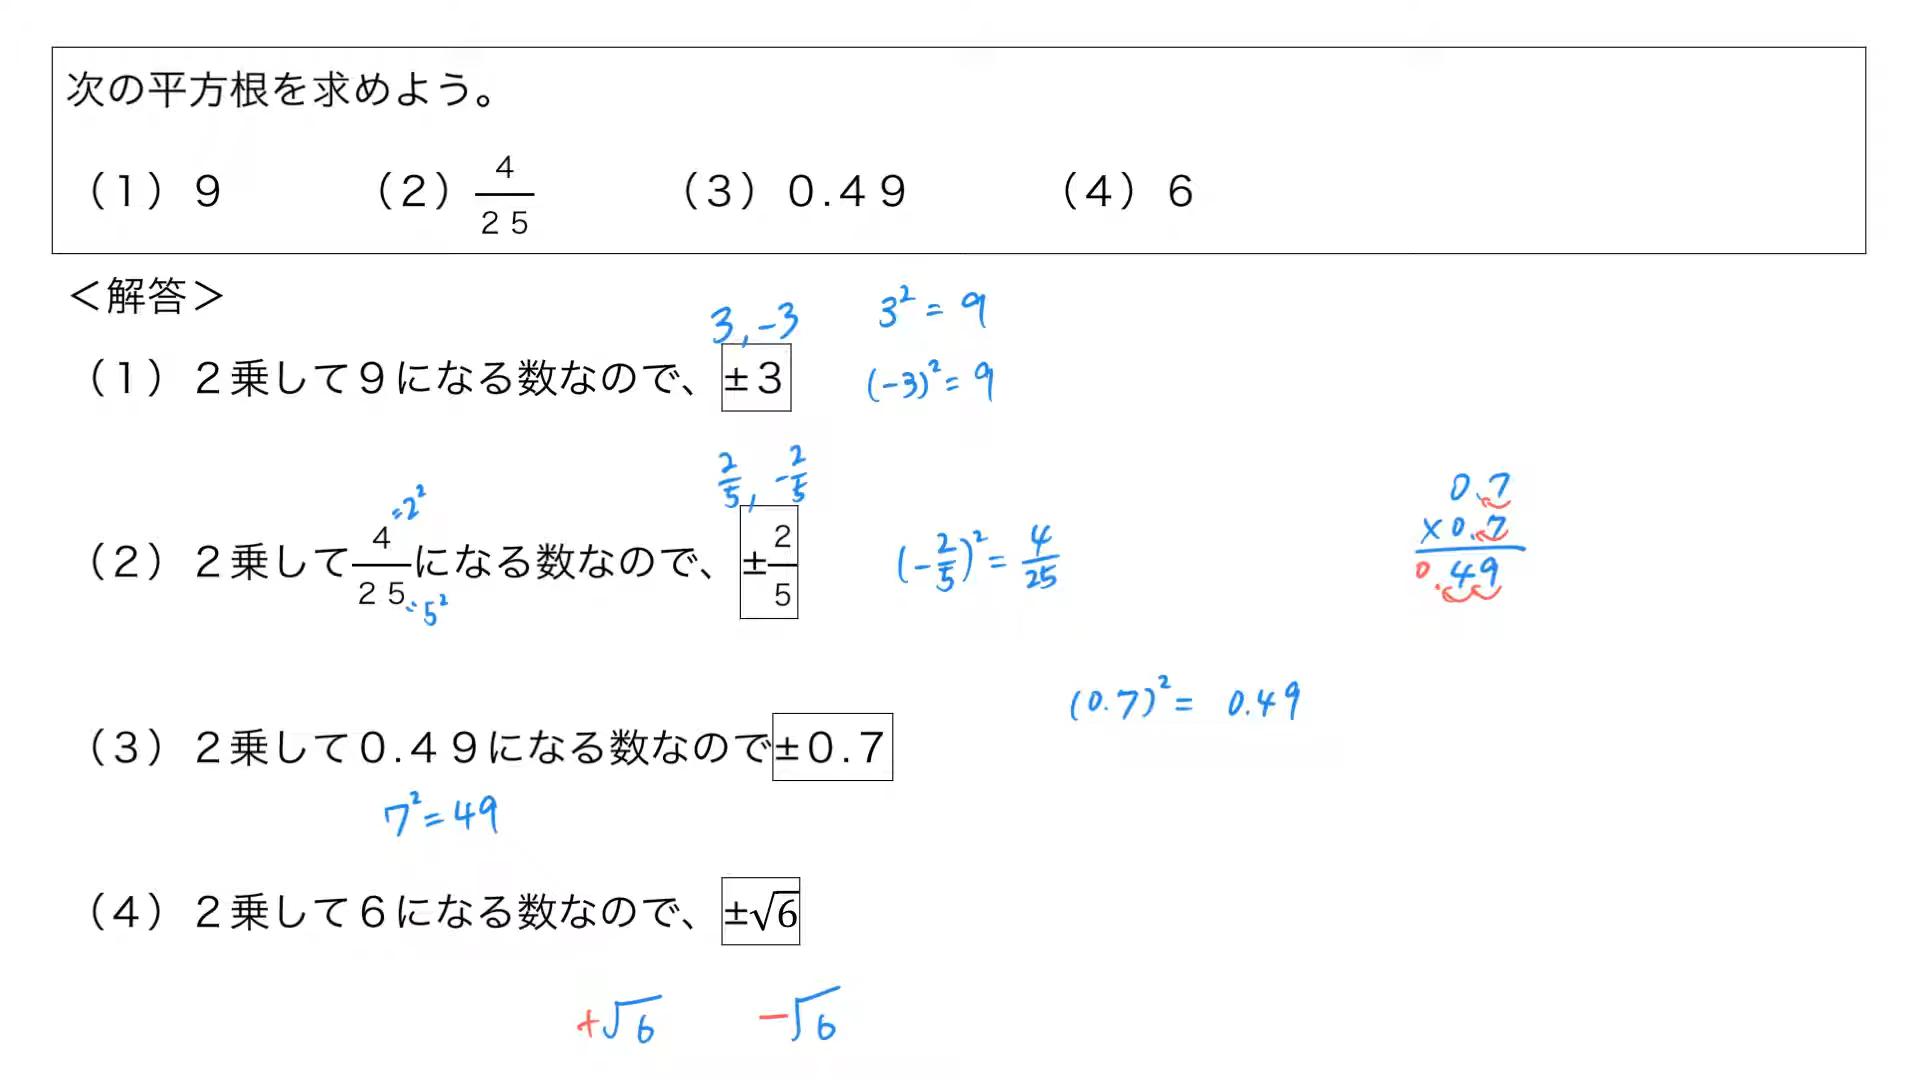 次の平方根を求めよう。
（１）９　（２）4/２５　（３）０.４９　（４）６
＜解答＞
3, -3　3² = 9
（１）２乗して９になる数なので、±３　(-3)² = 9
2/5, -2/5
=2²
（２）２乗して4/２５になる数なので、±2/5　(-2/5)² = 4/25
=5²
0.7
×0.7
0.49
(0.7)² = 0.49
（３）２乗して０.４９になる数なので±０.７
7² = 49
（４）２乗して６になる数なので、±√6
+√6　-√6